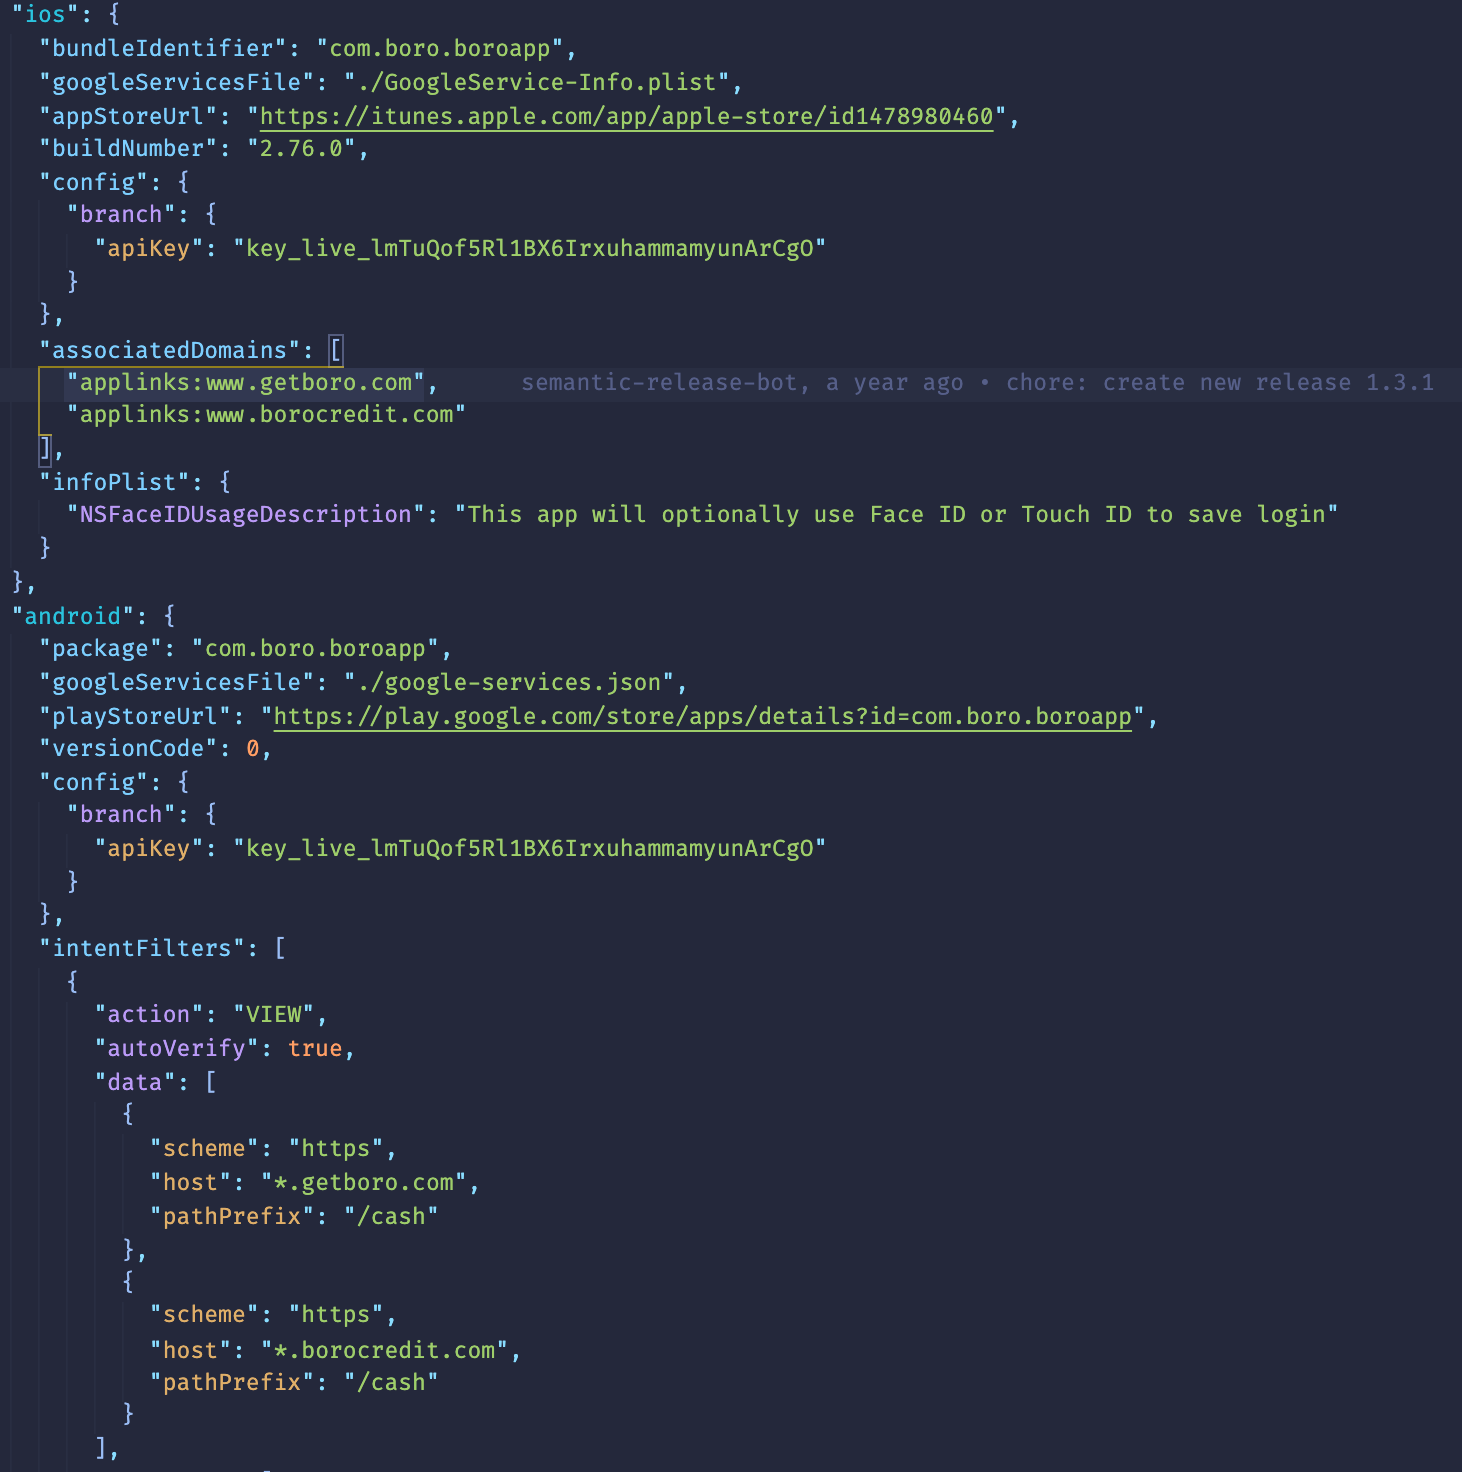 "ios": {
"bundleIdentifier": "com.boro.boroapp",
"googleServicesFile": "./GoogleService-Info.plist",
"appStoreUrl": "https://itunes.apple.com/app/apple-store/id1478980460",
"buildNumber": "2.76.0",
"config": {
"branch": {
"apiKey": "key_live_lmTuQof5Rl1BX6IrxuhammamyunArCgO"
}
},
"associatedDomains": [
"applinks:www.getboro.com", semantic-release-bot, a year ago • chore: create new release 1.3.1
"applinks:www.borocredit.com"
],
"infoPlist": {
"NSFaceIDUsageDescription": "This app will optionally use Face ID or Touch ID to save login"
}
},
"android": {
"package": "com.boro.boroapp",
"googleServicesFile": "./google-services.json",
"playStoreUrl": "https://play.google.com/store/apps/details?id=com.boro.boroapp",
"versionCode": 0,
"config": {
"branch": {
"apiKey": "key_live_lmTuQof5Rl1BX6IrxuhammamyunArCgO"
}
},
"intentFilters": [
{
"action": "VIEW",
"autoVerify": true,
"data": [
{
"scheme": "https",
"host": "*.getboro.com",
"pathPrefix": "/cash"
},
{
"scheme": "https",
"host": "*.borocredit.com",
"pathPrefix": "/cash"
}
],